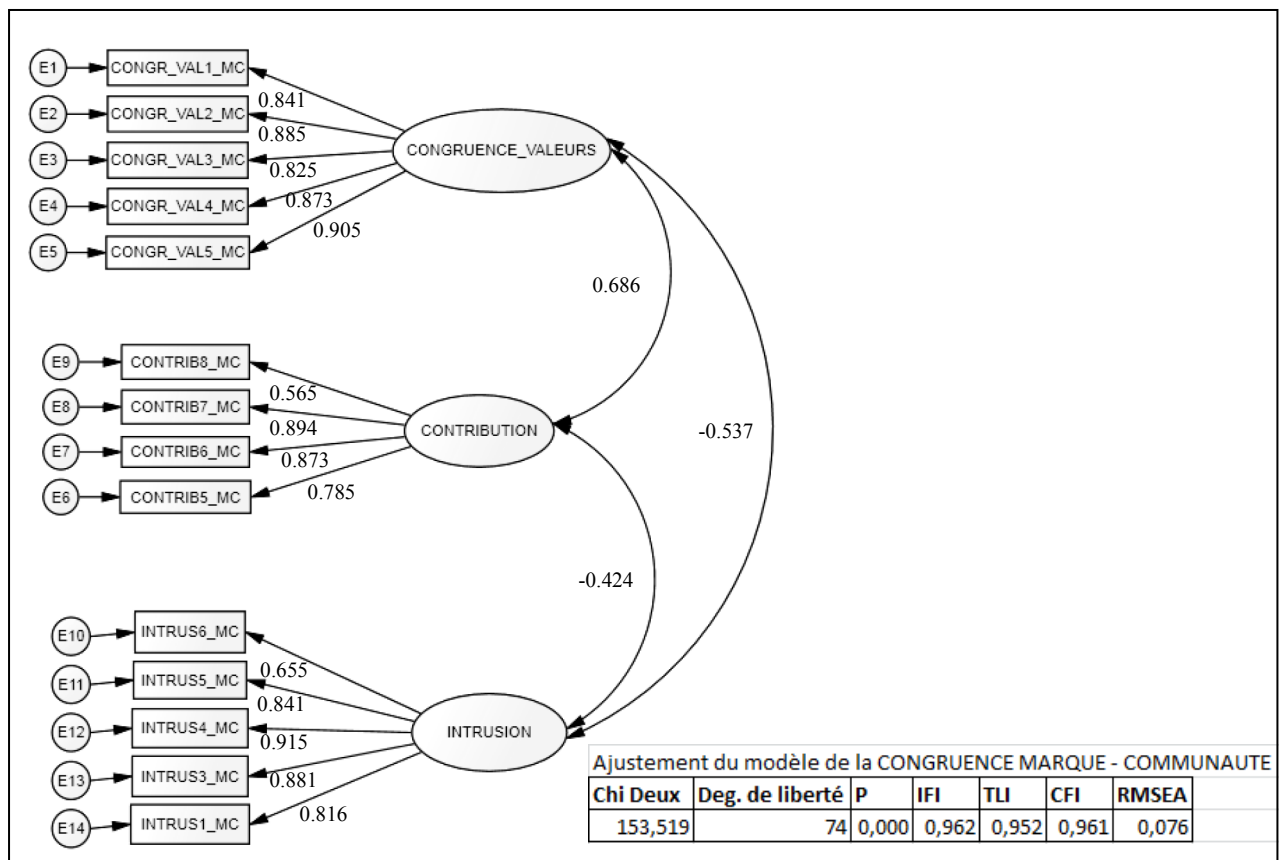 E1 CONGR_VAL1_MC
0.841
E2 CONGR_VAL2_MC
0.885
E3 CONGR_VAL3_MC
0.825
E4 CONGR_VAL4_MC
0.873
E5 CONGR_VAL5_MC
0.905
CONGRUENCE_VALEURS
0.686
E9 CONTRIB8_MC
0.565
E8 CONTRIB7_MC
0.894
E7 CONTRIB6_MC
0.873
E6 CONTRIB5_MC
0.785
CONTRIBUTION
-0.537
-0.424
E10 INTRUS6_MC
0.655
E11 INTRUS5_MC
0.841
E12 INTRUS4_MC
0.915
E13 INTRUS3_MC
0.881
E14 INTRUS1_MC
0.816
INTRUSION
Ajustement du modèle de la CONGRUENCE MARQUE - COMMUNAUTE
Chi Deux Deg. de liberté P IFI TLI CFI RMSEA
153,519 74 0,000 0,962 0,952 0,961 0,076